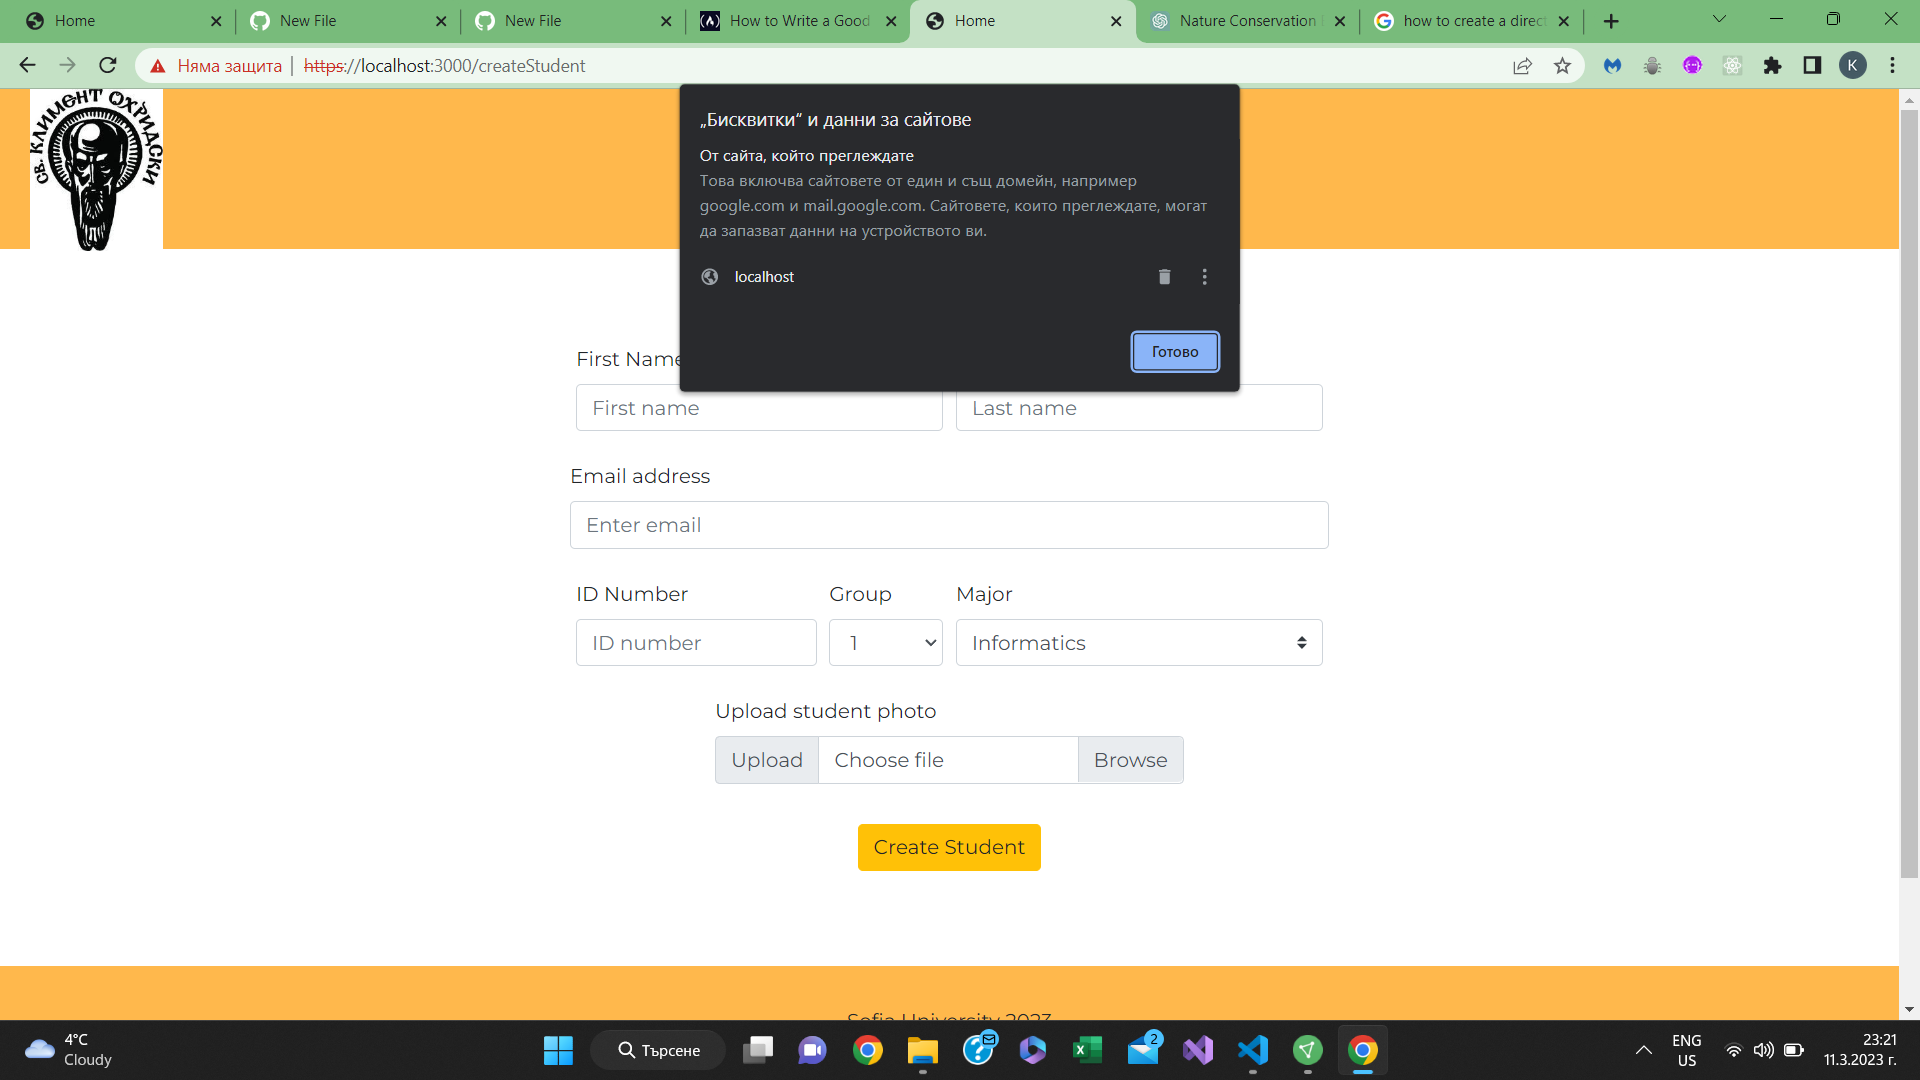 Home
New File
New File
How to Write a Good
Home
Nature Conservation
how to create a direct
Няма защита
https://localhost:3000/createStudent
K
СВ. КЛИМЕНТ ОХРИДСКИ
„Бисквитки“ и данни за сайтове
От сайта, който преглеждате
Това включва сайтовете от един и същ домейн, например
google.com и mail.google.com. Сайтовете, които преглеждате, могат
да запазват данни на устройството ви.
localhost
Готово
First Name
First name
Last name
Email address
Enter email
ID Number
Group
Major
ID number
1
Informatics
Upload student photo
Upload
Choose file
Browse
Create Student
Sofia University 2023
4°C
Cloudy
Търсене
2
ENG
US
23:21
11.3.2023 г.